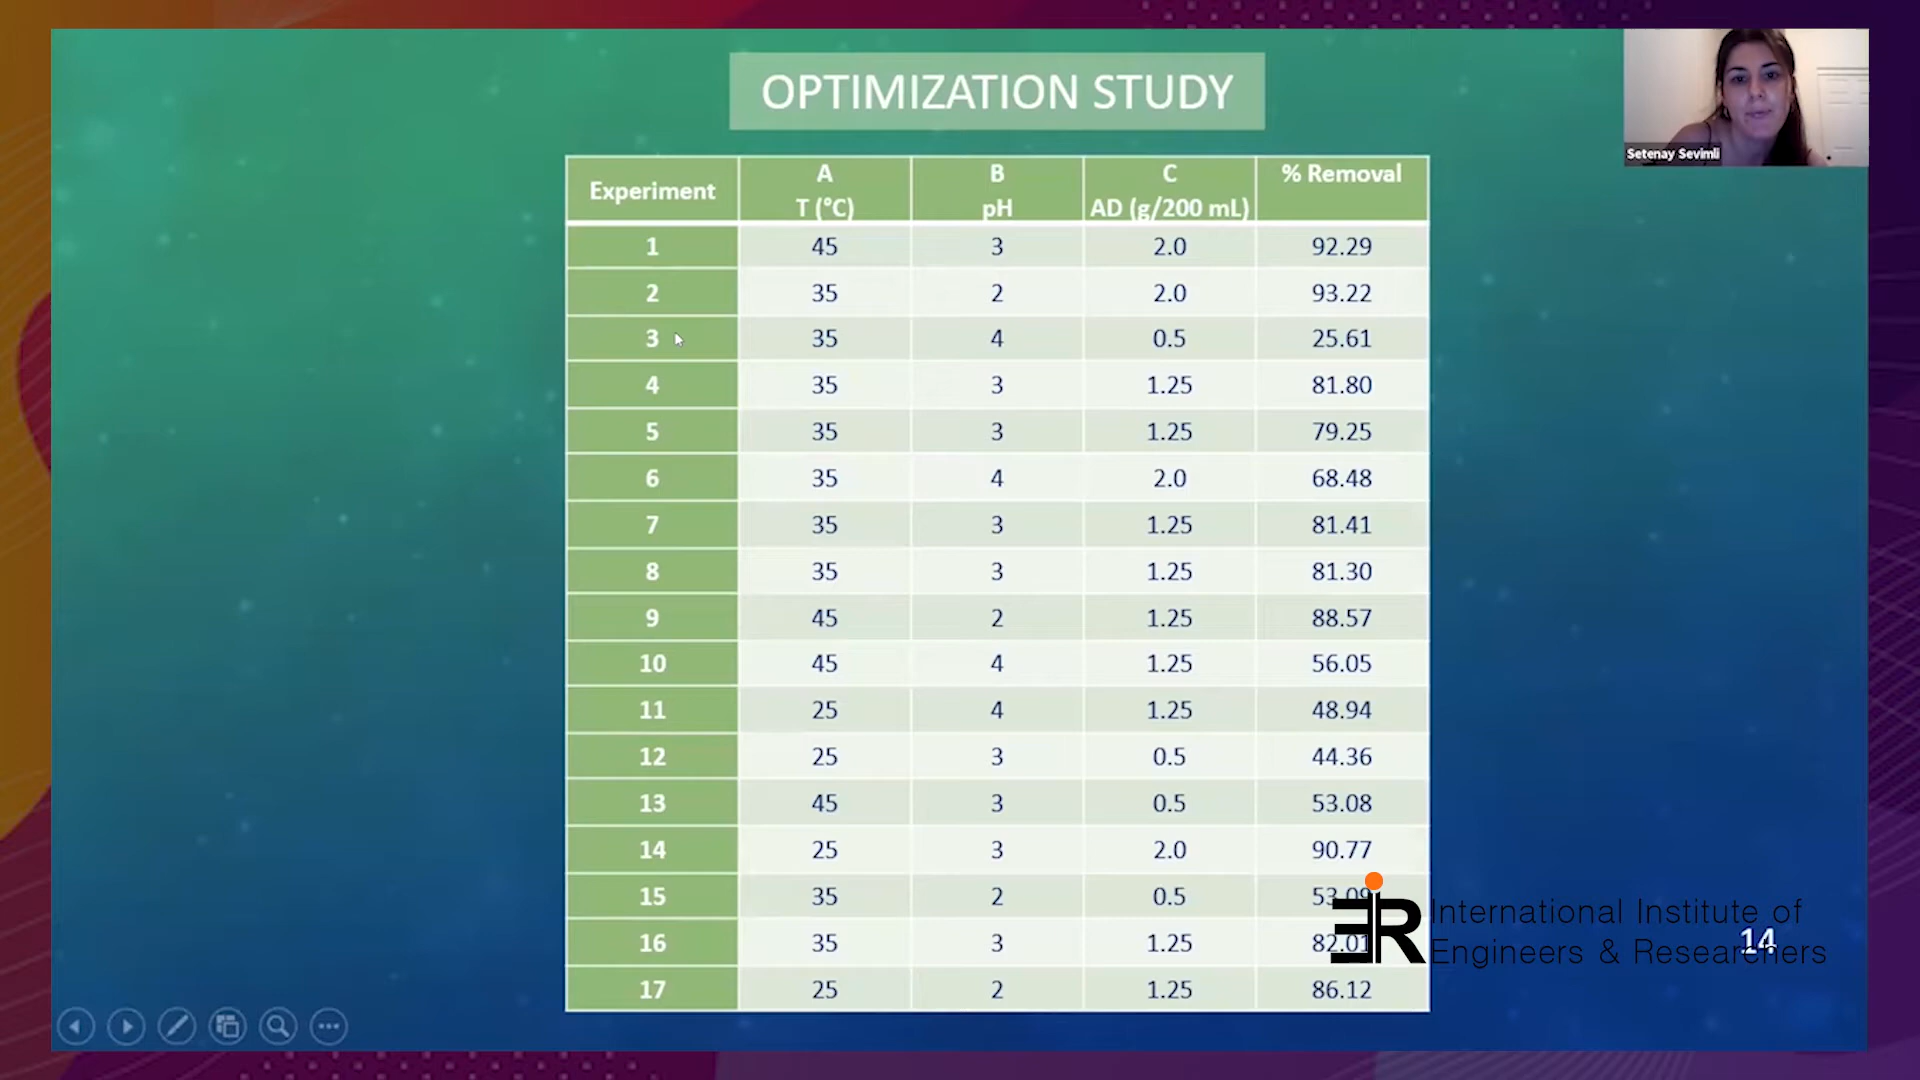 OPTIMIZATION STUDY
Setenay Sevimli
Experiment A B C % Removal
T (°C) pH AD (g/200 mL)
1 45 3 2.0 92.29
2 35 2 2.0 93.22
3 35 4 0.5 25.61
4 35 3 1.25 81.80
5 35 3 1.25 79.25
6 35 4 2.0 68.48
7 35 3 1.25 81.41
8 35 3 1.25 81.30
9 45 2 1.25 88.57
10 45 4 1.25 56.05
11 25 4 1.25 48.94
12 25 3 0.5 44.36
13 45 3 0.5 53.08
14 25 3 2.0 90.77
15 35 2 0.5 53.09
16 35 3 1.25 82.01
17 25 2 1.25 86.12
International Institute of
Engineers & Researchers
14